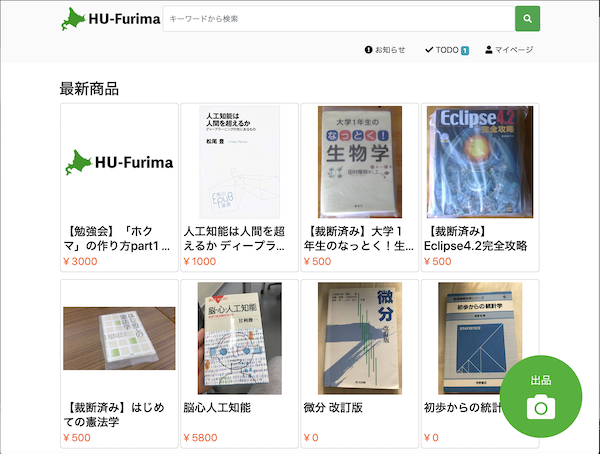 HU-Furima
キーワードから検索
お知らせ
TODO 1
マイページ
最新商品
HU-Furima
人工知能は
人間を超えるか
ディープラーニングの先にあるもの
松尾 豊
大学1年生の
なっとく!
生物学
Eclipse4.2
完全攻略
【勉強会】「ホク
マ」の作り方part1 ...
¥ 3000
人工知能は人間を超
えるか ディープラ...
¥ 1000
【裁断済み】大学１
年生のなっとく！生...
¥ 500
【裁断済み】
Eclipse4.2完全攻略
¥ 500
脳・心・人工知能
微分
改訂版
初歩からの統計学
STATISTICS
出品
【裁断済み】はじめ
ての憲法学
¥ 500
脳心人工知能
¥ 5800
微分 改訂版
¥ 0
初歩からの統計
¥ 0